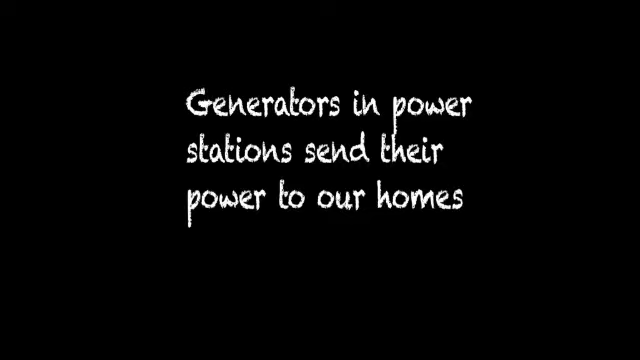 Generators in power
stations send their
power to our homes